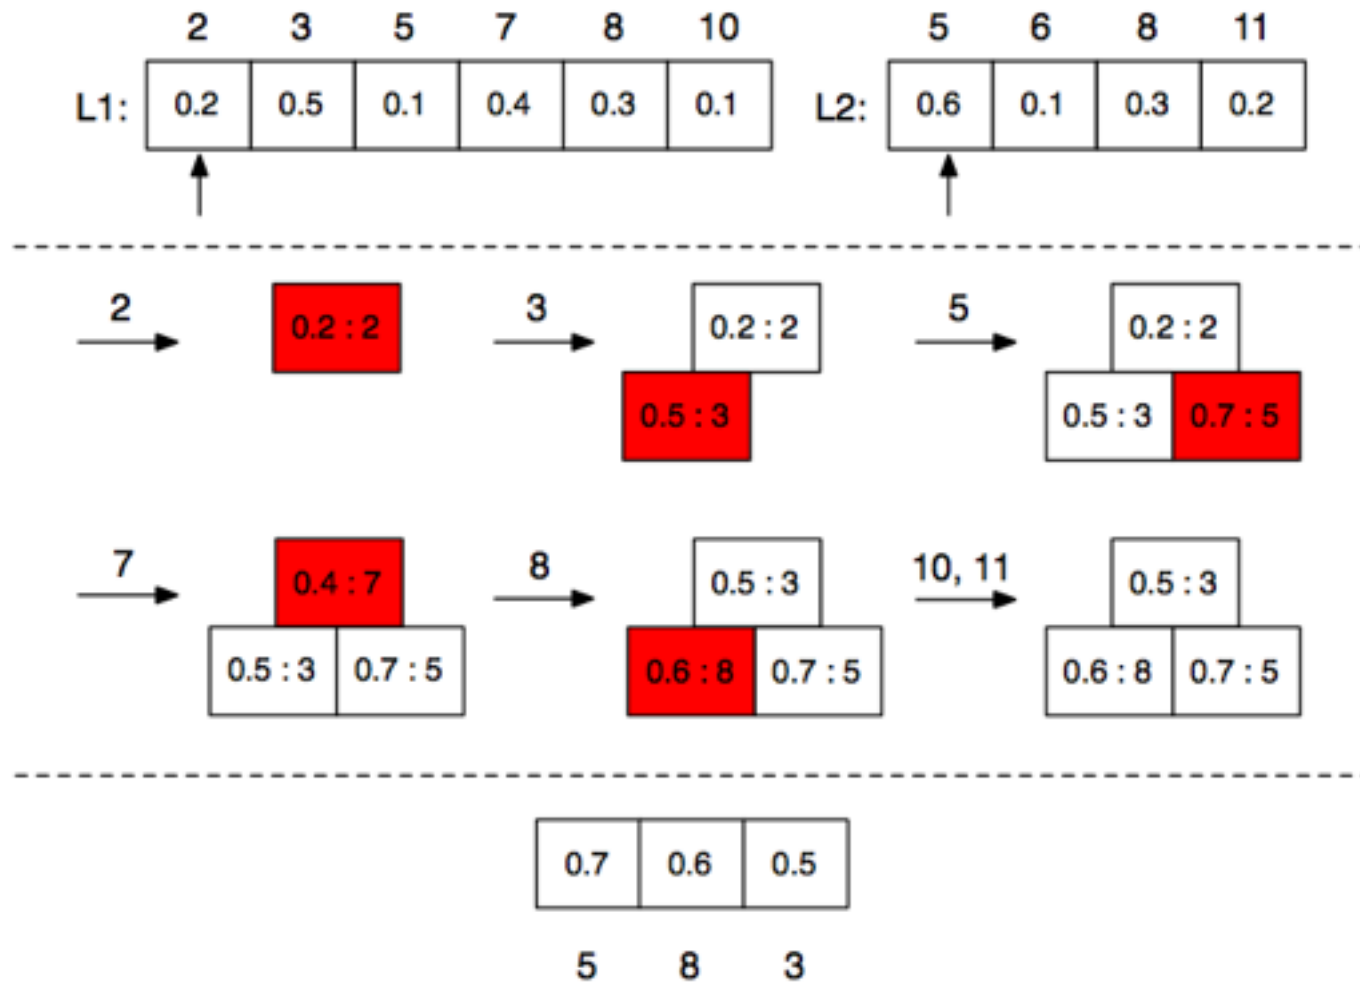 2 3 5 7 8 10 5 6 8 11
L1: 0.2 0.5 0.1 0.4 0.3 0.1 L2: 0.6 0.1 0.3 0.2
2 0.2 : 2 3 0.2 : 2 5 0.2 : 2
0.5 : 3 0.5 : 3 0.7 : 5
7 0.4 : 7 8 0.5 : 3 10, 11 0.5 : 3
0.5 : 3 0.7 : 5 0.6 : 8 0.7 : 5 0.6 : 8 0.7 : 5
0.7 0.6 0.5
5 8 3